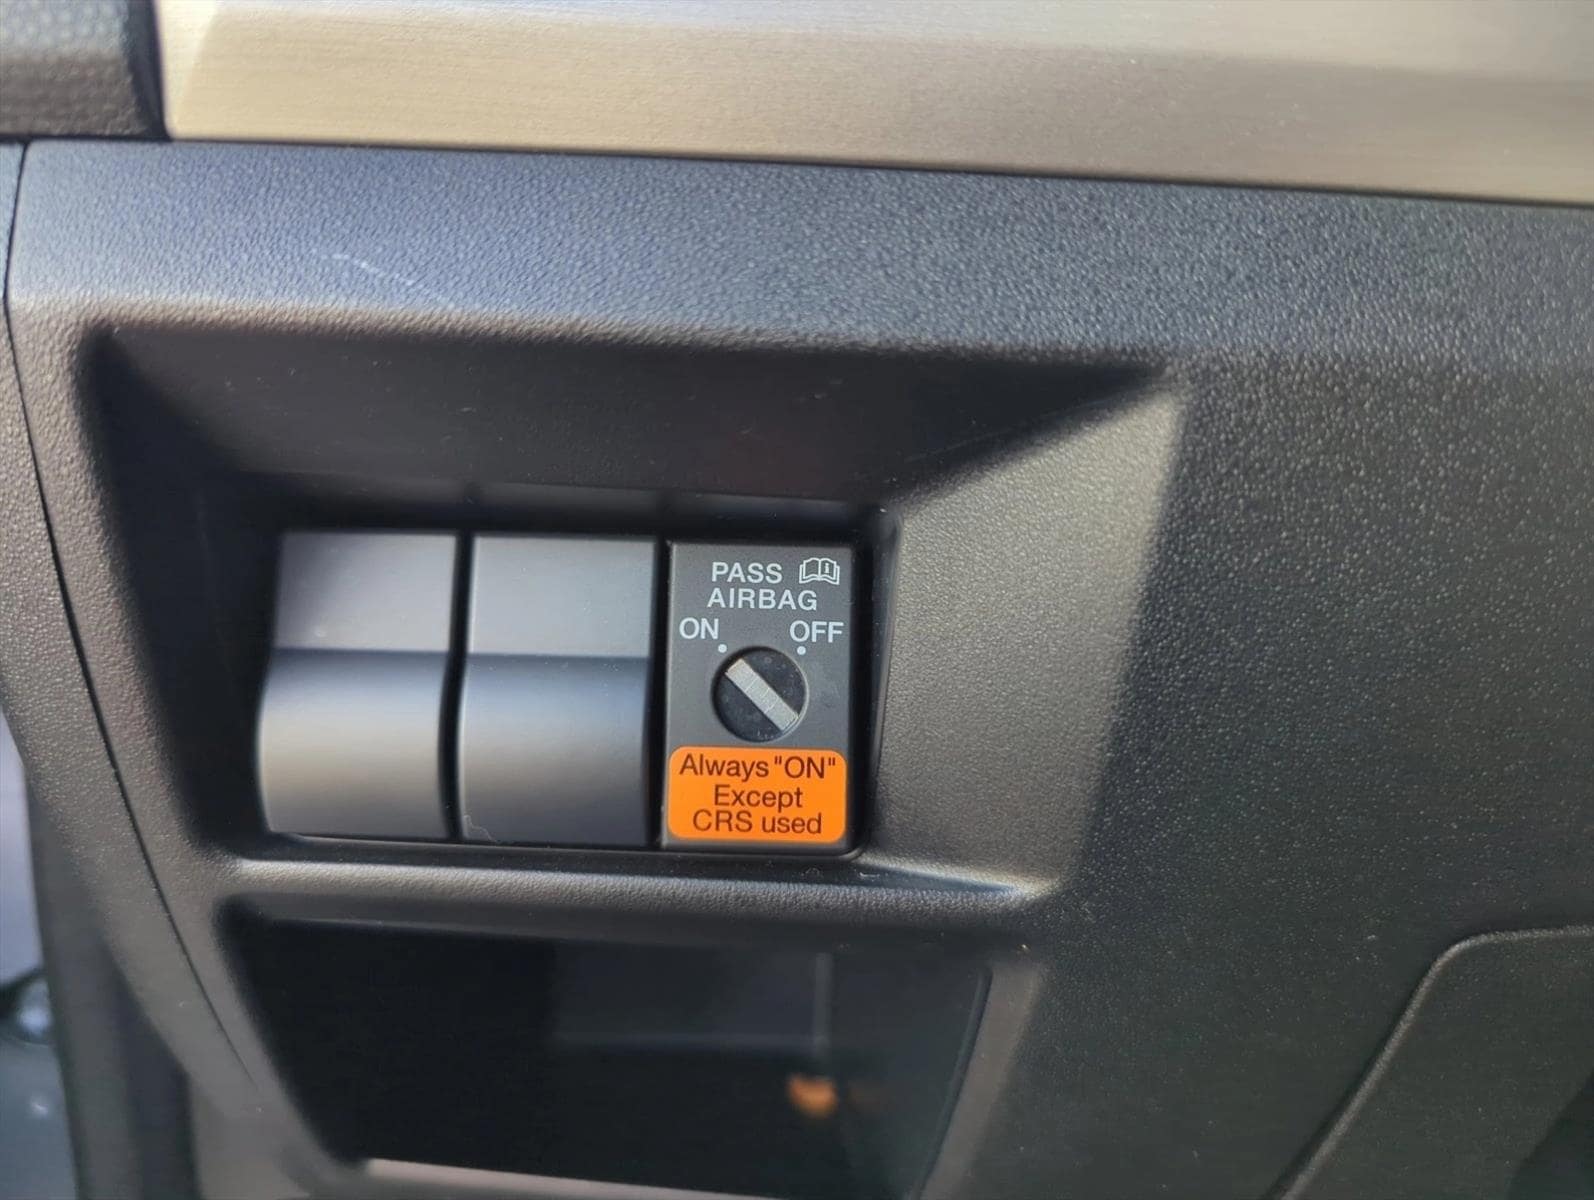 PASS
AIRBAG
ON OFF
Always "ON"
Except
CRS used